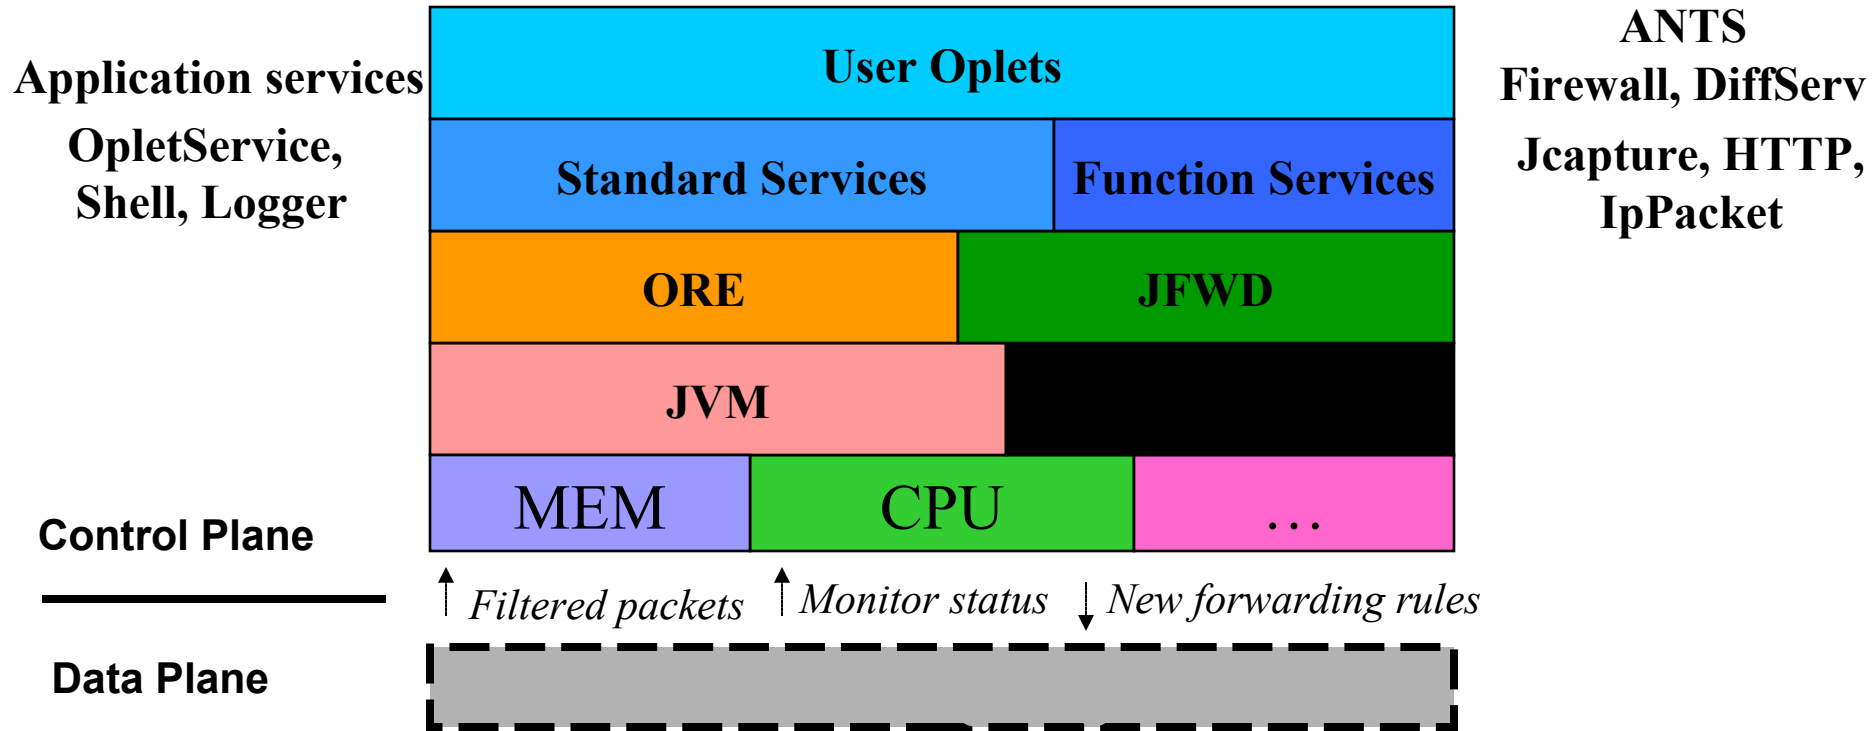 ANTS
Application services
User Oplets
Firewall, DiffServ
OpletService,
Shell, Logger
Standard Services
Function Services
Jcapture, HTTP,
IpPacket
ORE
JFWD
JVM
MEM
CPU
…
Control Plane
Filtered packets
Monitor status
New forwarding rules
Data Plane